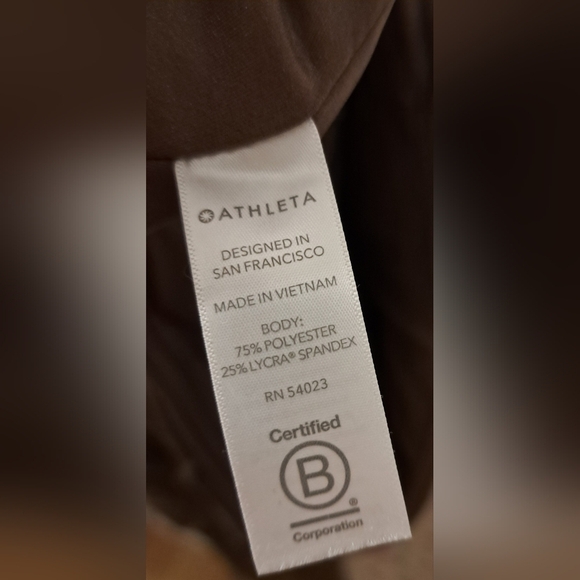 ATHLETA
DESIGNED IN
SAN FRANCISCO
MADE IN VIETNAM
BODY:
75% POLYESTER
25% LYCRA® SPANDEX
RN 54023
Certified
B
®
Corporation